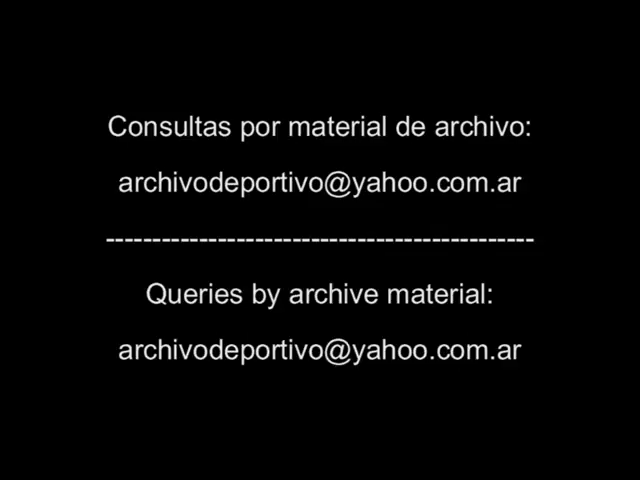 Consultas por material de archivo:
archivodeportivo@yahoo.com.ar
----------------------------------------------
Queries by archive material:
archivodeportivo@yahoo.com.ar